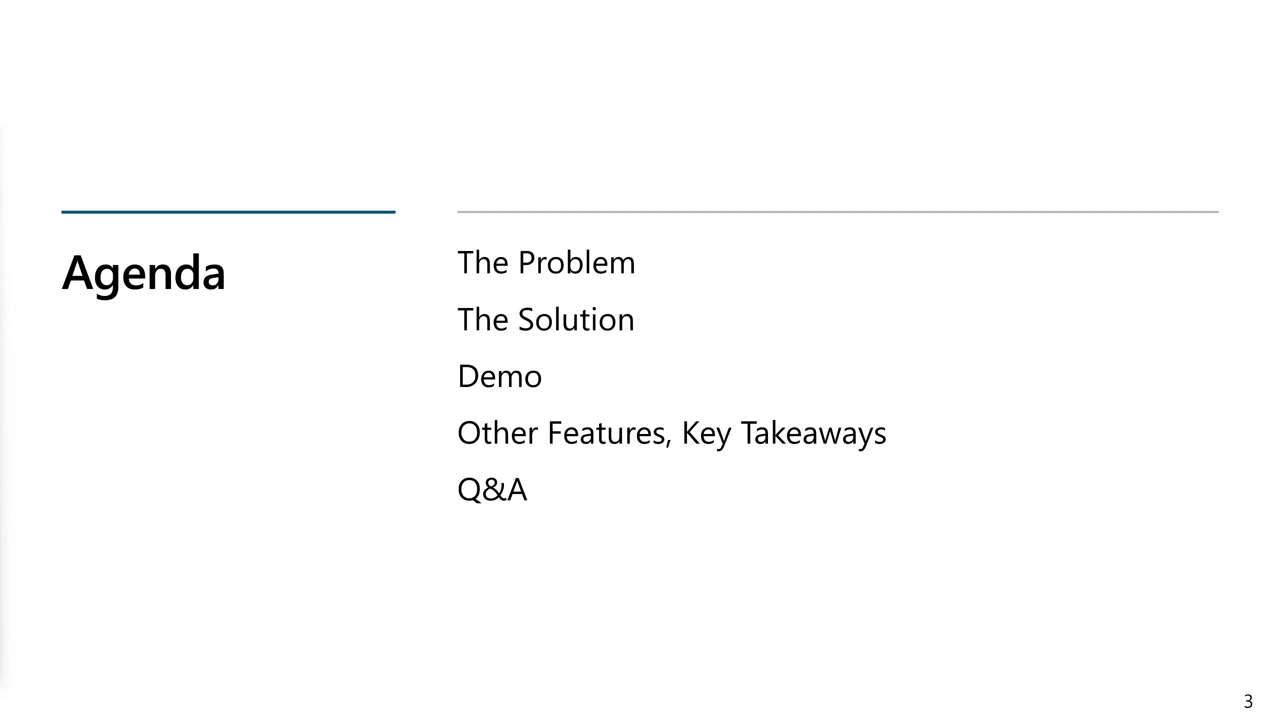 Agenda
The Problem
The Solution
Demo
Other Features, Key Takeaways
Q&A
3